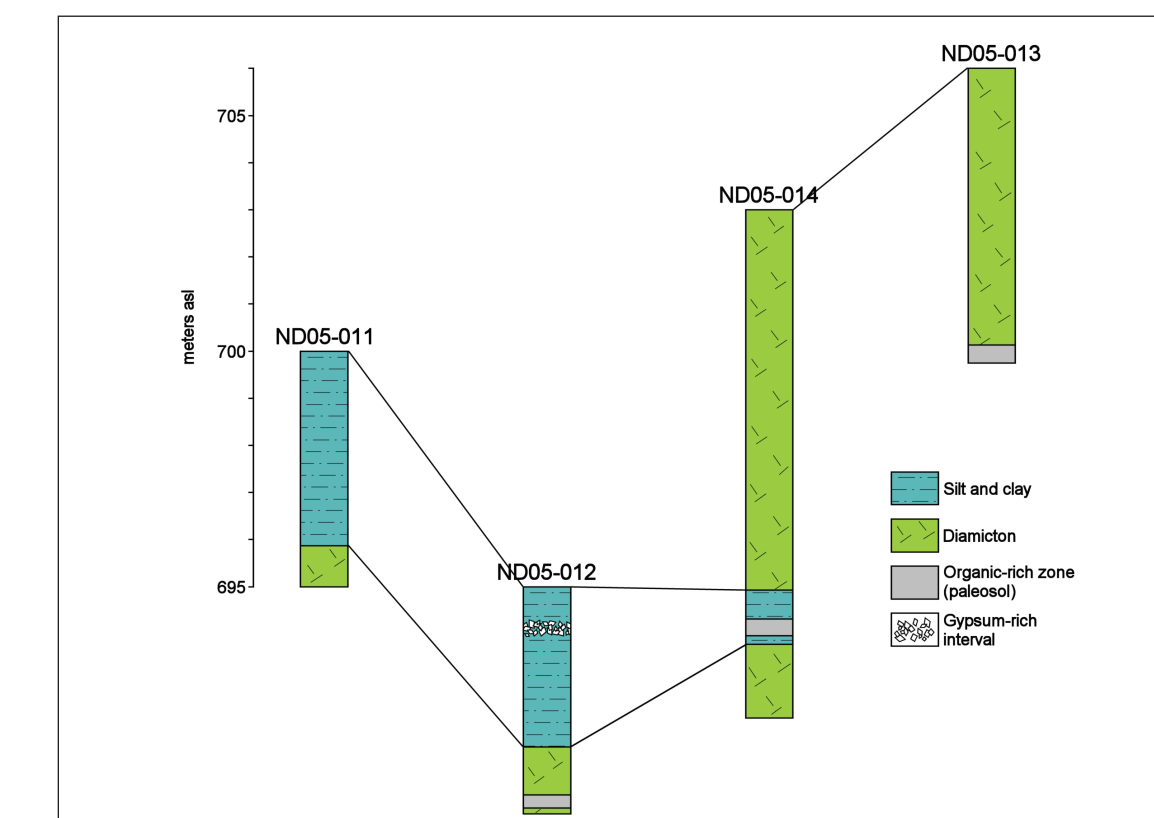 ND05-013
705
ND05-014
meters asl
ND05-011
700
Silt and clay
Diamicton
ND05-012
Organic-rich zone
(paleosol)
695
Gypsum-rich
interval